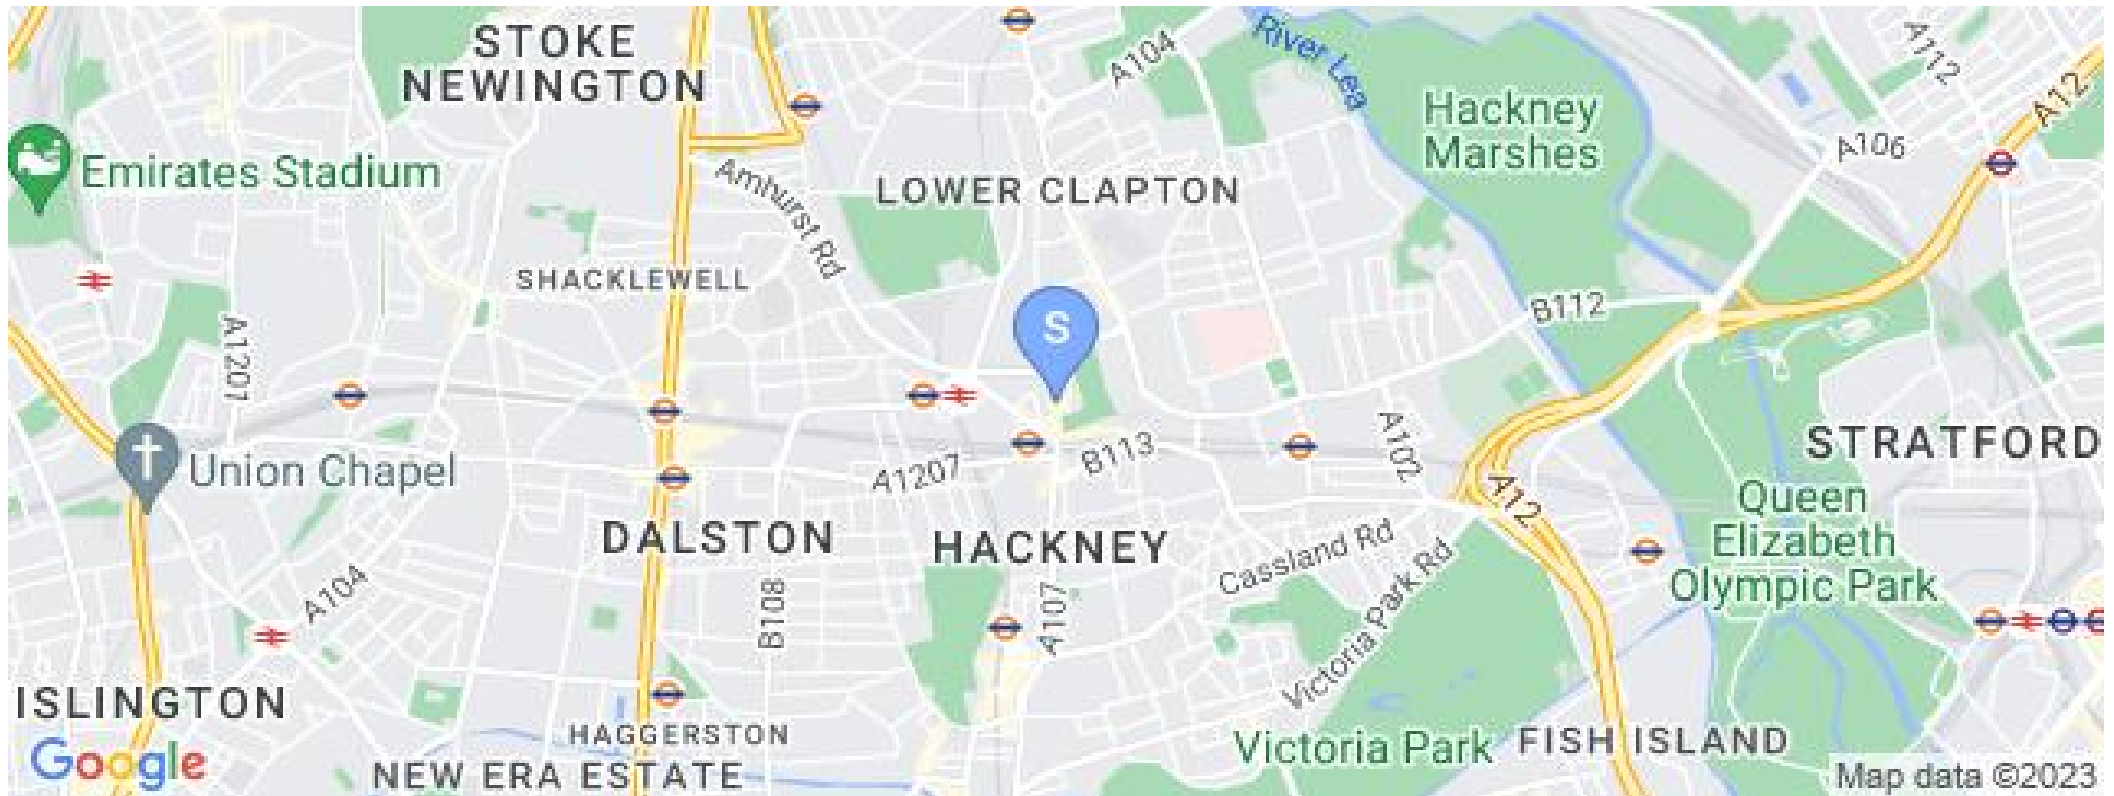 STOKE
NEWINGTON
A104
River Lea
Hackney
Marshes
A112
A12
A106
Emirates Stadium
Amhurst Rd
LOWER CLAPTON
SHACKLEWELL
S
B112
A1201
Union Chapel
A1207
B113
A102
A12
STRATFORD
Queen
Elizabeth
Olympic Park
DALSTON
HACKNEY
Cassland Rd
Victoria Park Rd
A104
B108
A107
ISLINGTON
HAGGERSTON
NEW ERA ESTATE
Victoria Park
FISH ISLAND
Google
Map data ©2023